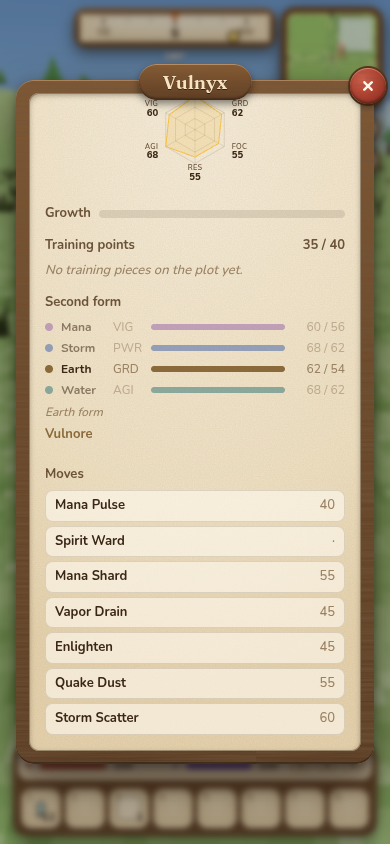 Vulnyx
VIG
60
GRD
62
AGI
68
FOC
55
RES
55
Growth
Training points 35 / 40
No training pieces on the plot yet.
Second form
Mana VIG 60 / 56
Storm PWR 68 / 62
Earth GRD 62 / 54
Water AGI 68 / 62
Earth form
Vulnore
Moves
Mana Pulse 40
Spirit Ward ·
Mana Shard 55
Vapor Drain 45
Enlighten 45
Quake Dust 55
Storm Scatter 60